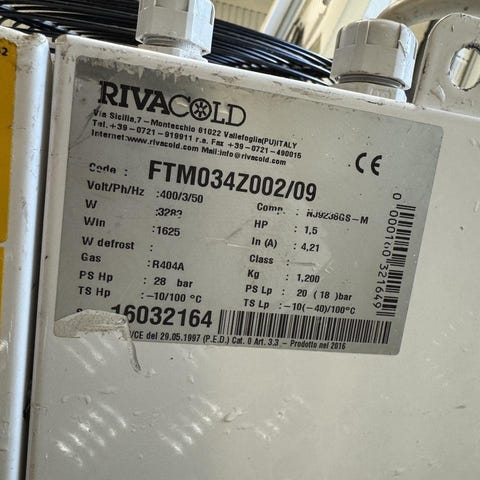 RIVACOLD
Via Sicilia,7 - Montecchio 61022 Vallefoglia(PU)ITALY
Tel. +39-0721-919911 r.a. Fax +39-0721-490015
Internet:www.rivacold.com Mail:info@rivacold.com
CE
Code : FTM034Z002/09
Volt/Ph/Hz :400/3/50 Comp :
W :3283 HP : 1,5
Win : 1625 In (A) : 4,21
W defrost : Class :
Gas : R404A Kg : 1,200
PS Hp : 28 bar PS Lp : 20 (18) bar
TS Hp : -10/100 °C TS Lp : -10(-40)/100°C
16032164
/CE del 29.05.1997 (P.E.D.) Cat. 0 Art. 3.3 - Prodotto nel 2016